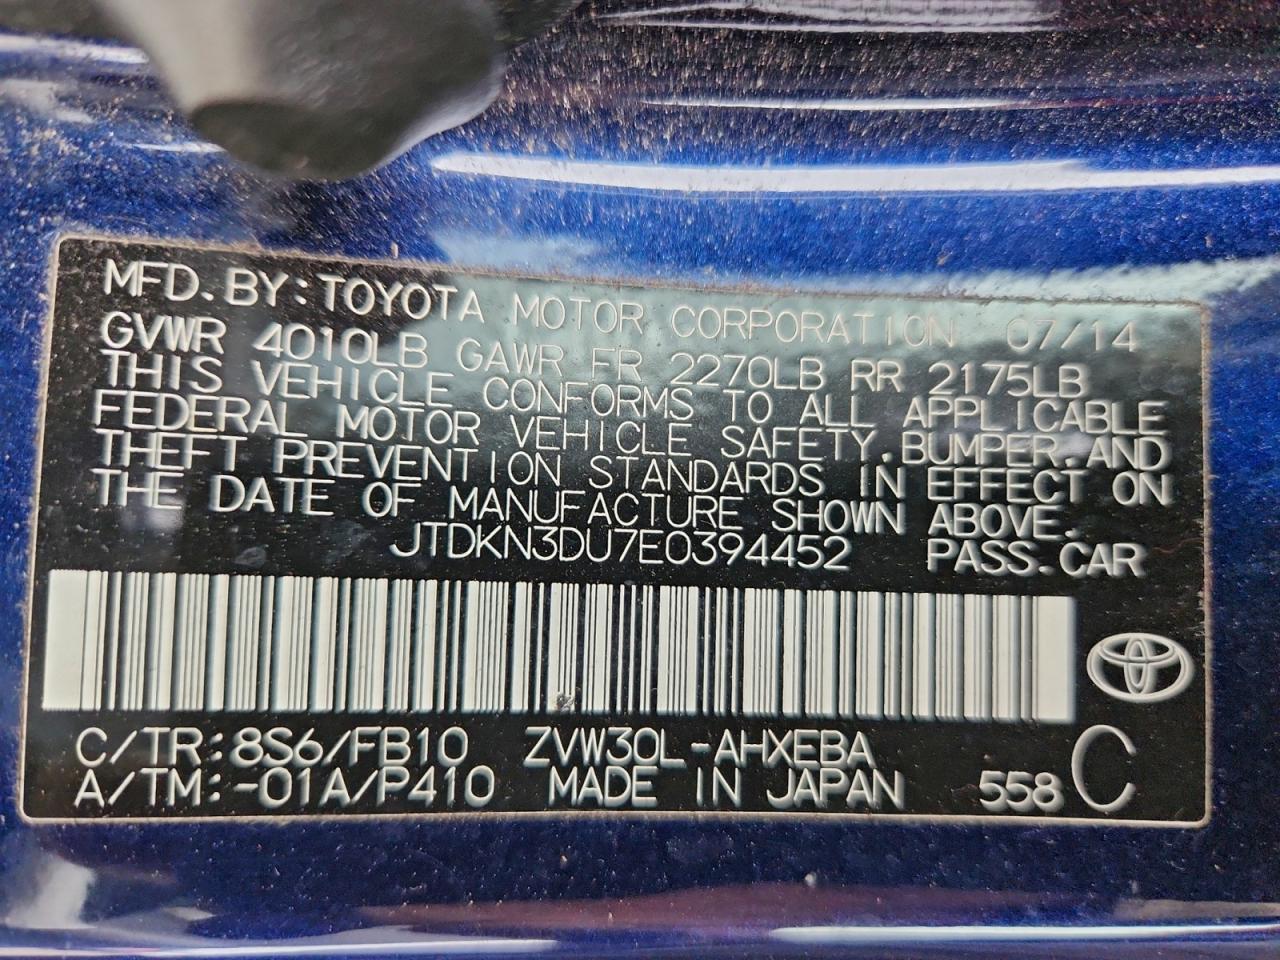 MFD. BY: TOYOTA MOTOR CORPORATION 07/14
GVWR 4010LB GAWR FR 2270LB RR 2175LB
THIS VEHICLE CONFORMS TO ALL APPLICABLE
FEDERAL MOTOR VEHICLE SAFETY, BUMPER, AND
THEFT PREVENTION STANDARDS IN EFFECT ON
THE DATE OF MANUFACTURE SHOWN ABOVE.
JTDKN3DU7E0394452 PASS. CAR
C/TR: 8S6/FB10 ZVW30L-AHXEBA C
A/TM: -01A/P410 MADE IN JAPAN 558